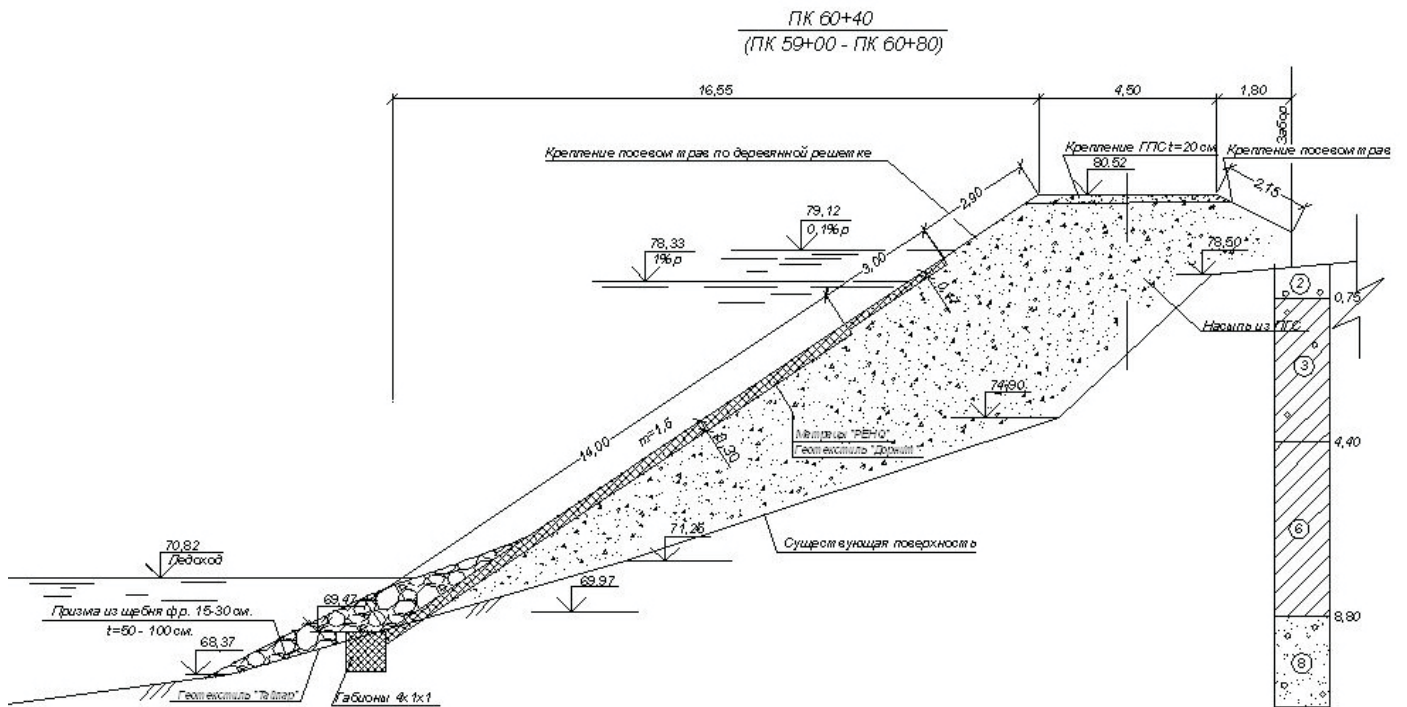 ПК 60+40
(ПК 59+00 - ПК 60+80)
16,55
4,50
1,80
Забор
Крепление посевом трав по деревянной решетке
Крепление ГПС t=20 см
Крепление посевом трав
80.52
2,90
2,15
79,12
0,1%р
78,33
1%р
3,00
78,50
2
0,75
Насыпь из ПГС
3
74,90
14,00
m=1,5
Матрацы "РЕНО"
Геотекстиль "Дорнит"
4,40
6
71,26
Существующая поверхность
70,82
Ледоход
69,97
69,47
Призма из щебня фр. 15-30 см.
t=50 - 100 см.
68,37
8,80
8
Геотекстиль "Тайпар"
Габионы 4x1x1